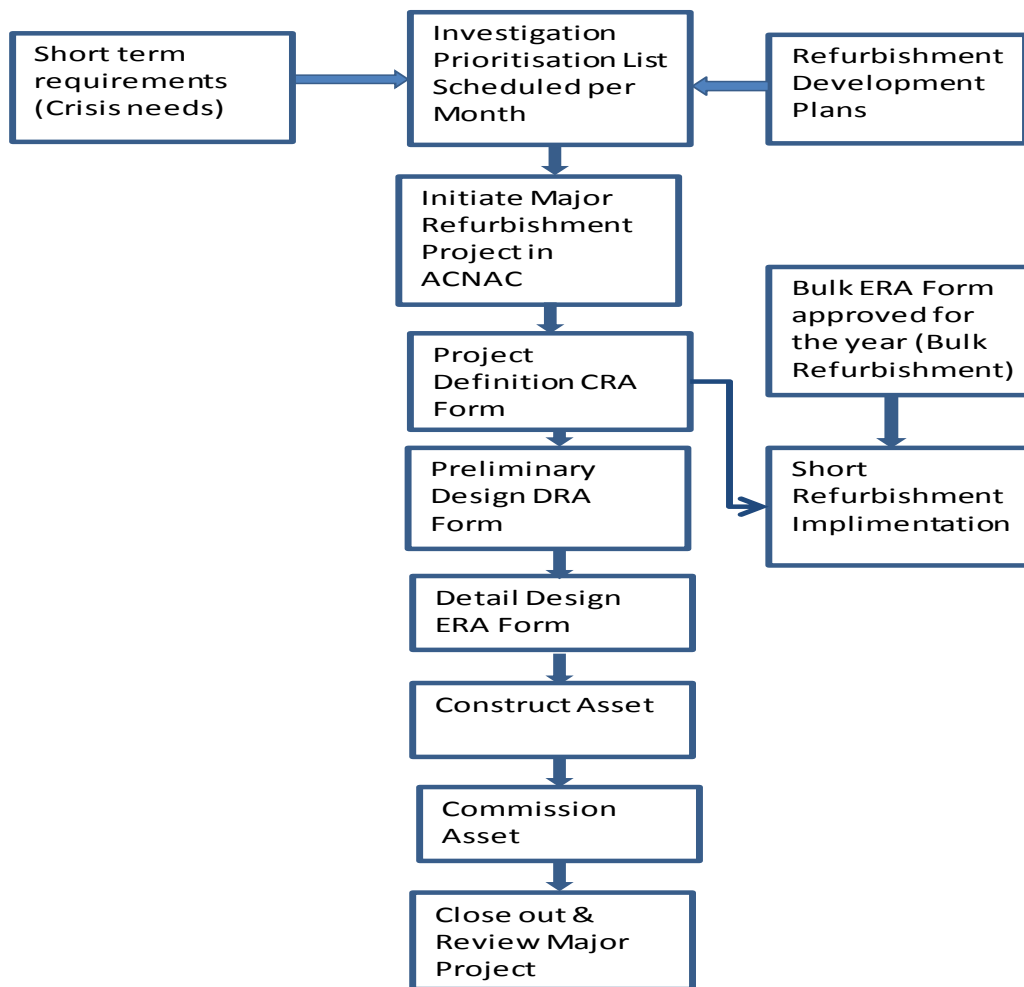 Short term
requirements
(Crisis needs)
Investigation
Prioritisation List
Scheduled per
Month
Refurbishment
Development
Plans
Initiate Major
Refurbishment
Project in
ACNAC
Bulk ERA Form
approved for
the year (Bulk
Refurbishment)
Project
Definition CRA
Form
Preliminary
Design DRA
Form
Short
Refurbishment
Implimentation
Detail Design
ERA Form
Construct Asset
Commission
Asset
Close out &
Review Major
Project